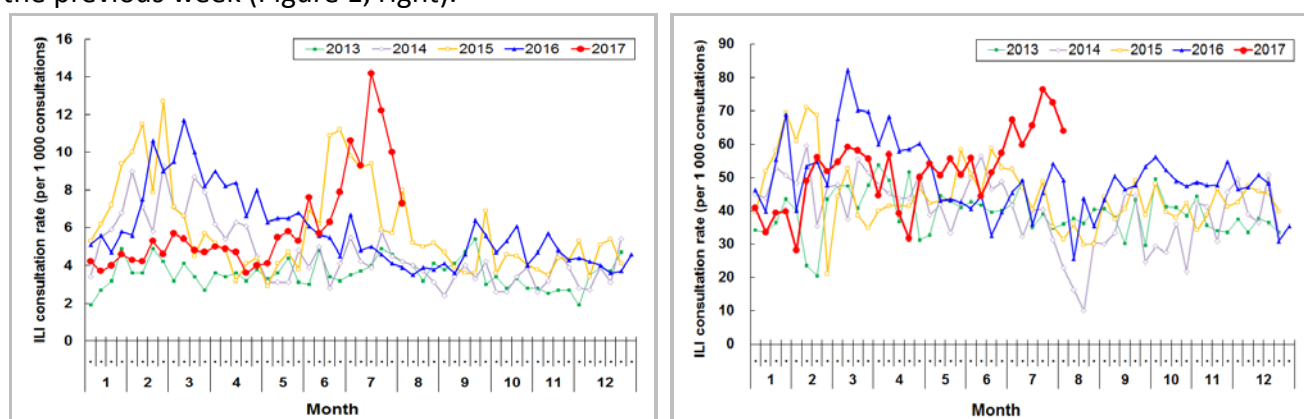 the previous week (Figure 1, right).
ILI consultation rate (per 1 000 consultations)
16
14
12
10
8
6
4
2
0
2013 2014 2015 2016 2017
1 2 3 4 5 6 7 8 9 10 11 12
Month
ILI consultation rate (per 1 000 consultations)
90
80
70
60
50
40
30
20
10
0
2013 2014 2015 2016 2017
1 2 3 4 5 6 7 8 9 10 11 12
Month